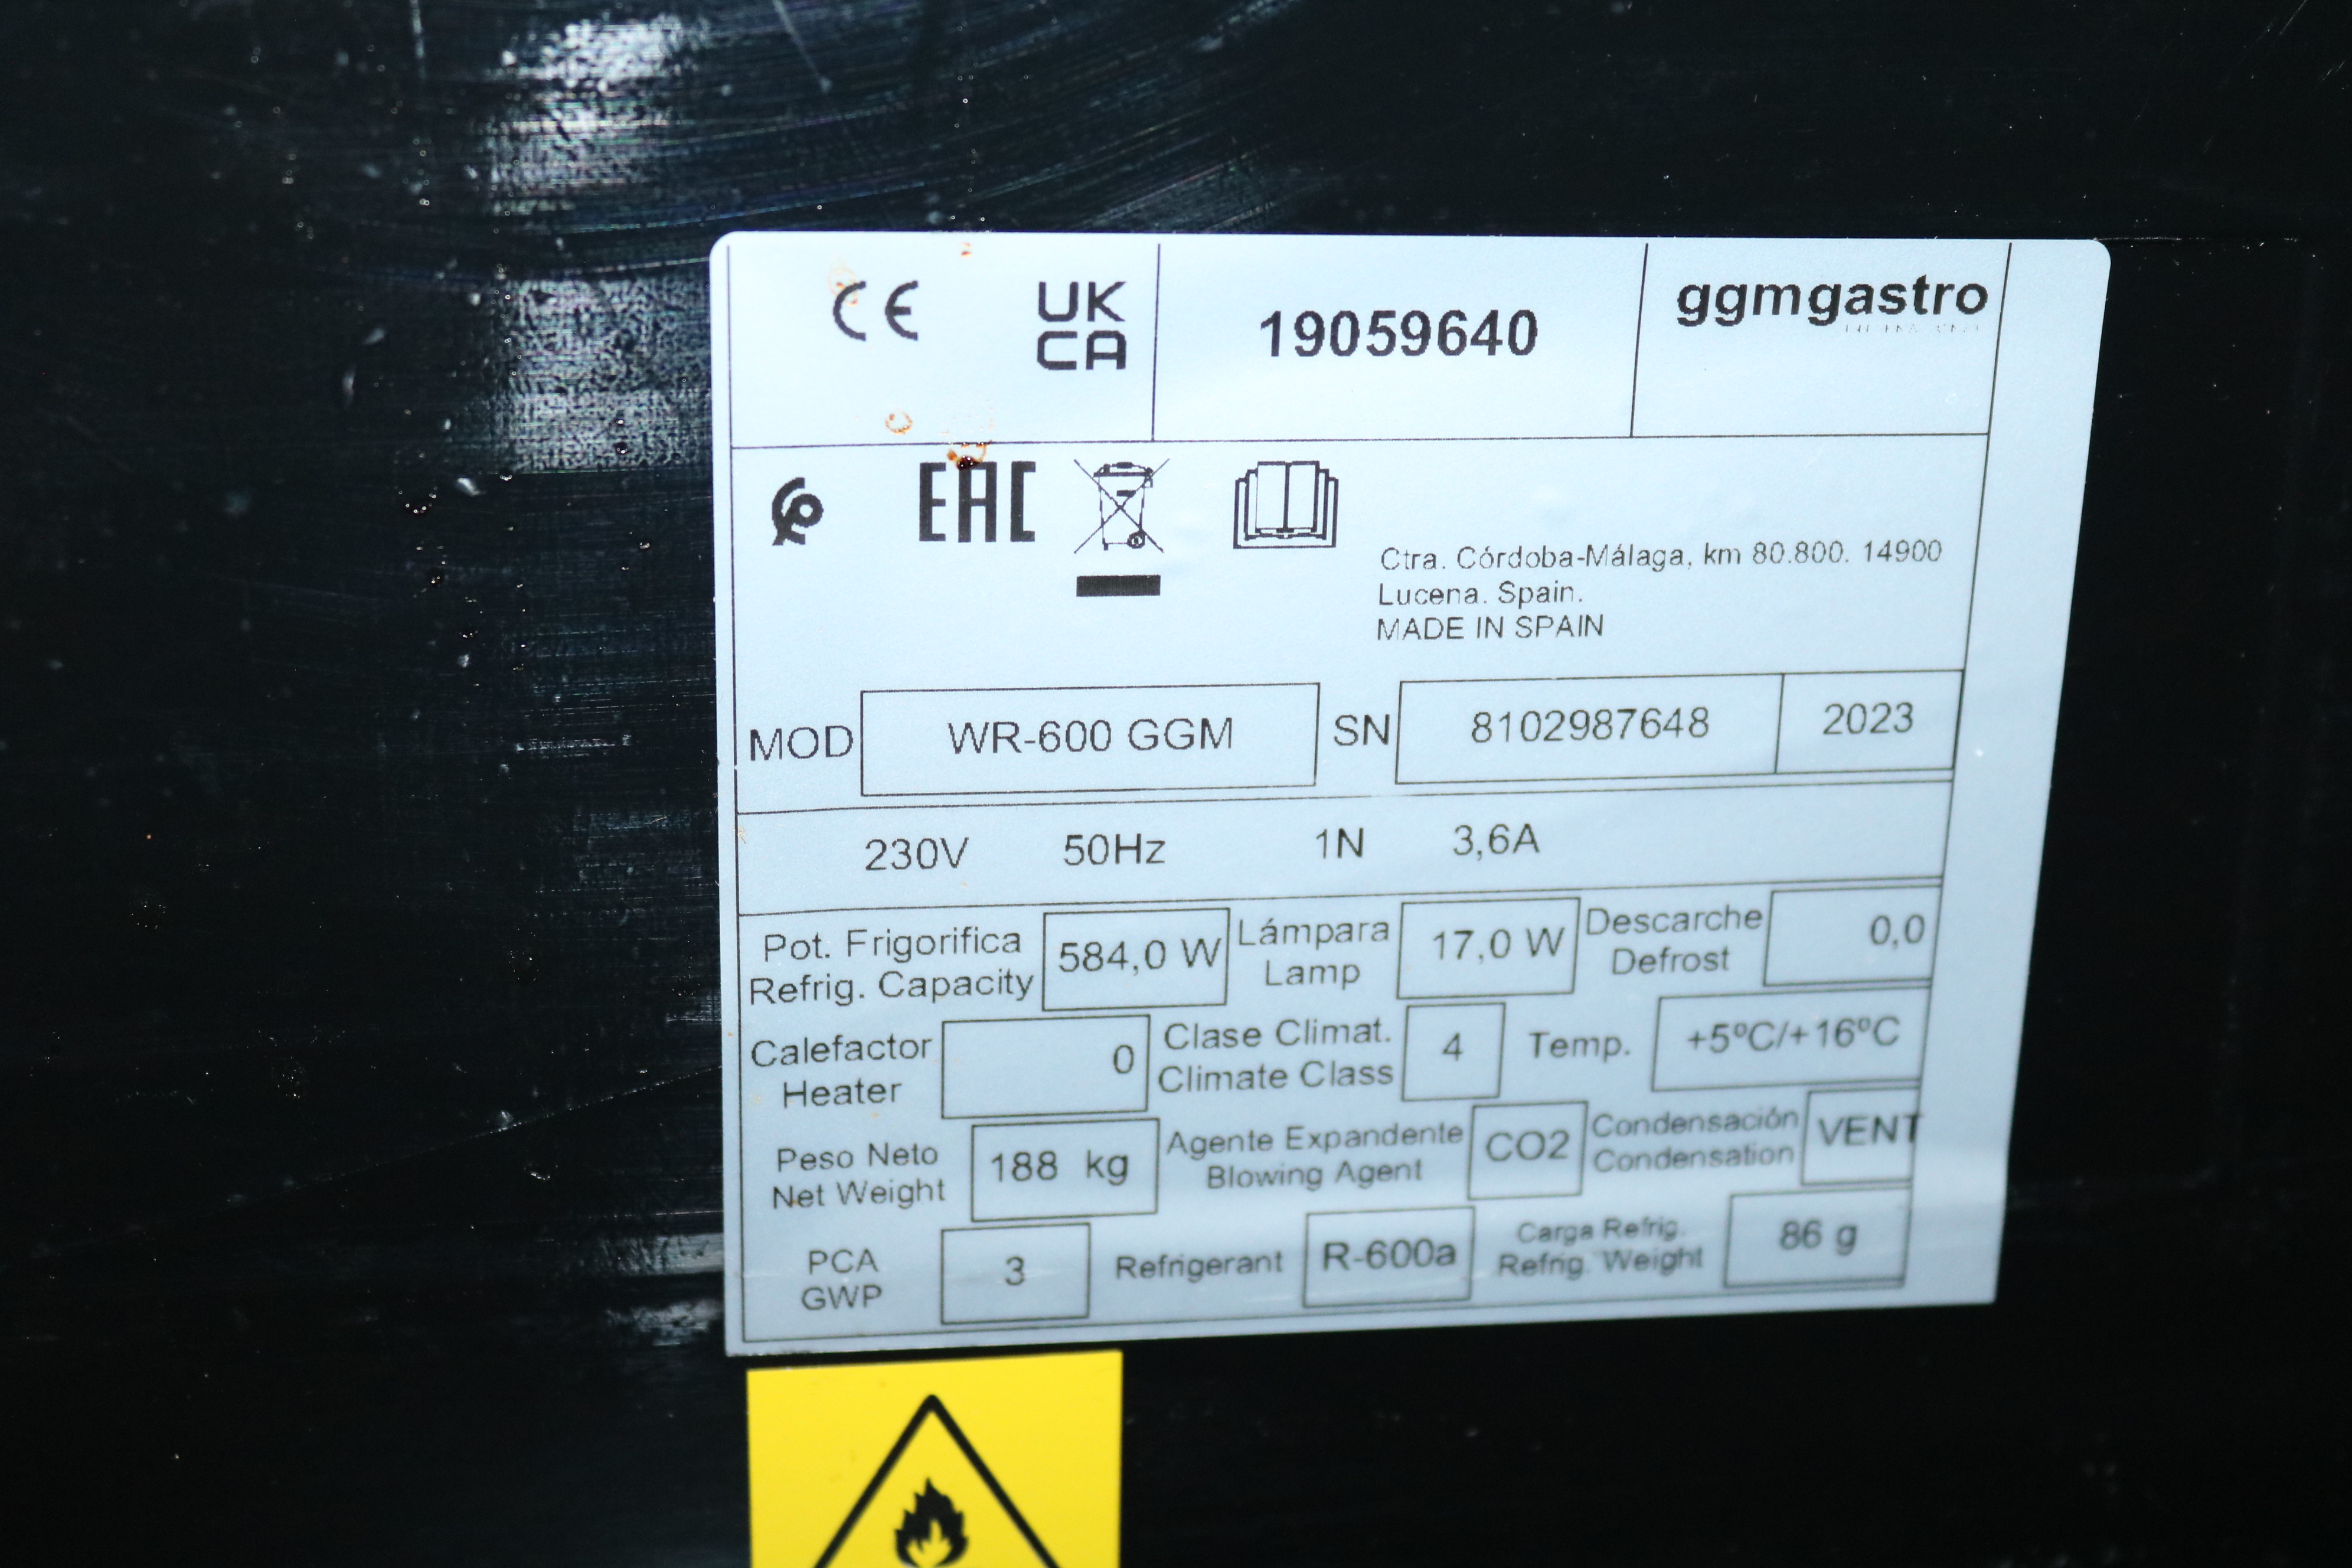 CE
UK
CA
19059640
ggmgastro
EAC
Ctra. Córdoba-Málaga, km 80.800. 14900
Lucena. Spain.
MADE IN SPAIN
MOD WR-600 GGM SN 8102987648 2023
230V 50Hz 1N 3,6A
Pot. Frigorifica
Refrig. Capacity
584,0 W
Lámpara
Lamp
17,0 W
Descarche
Defrost
0,0
Calefactor
Heater
0
Clase Climat.
Climate Class
4
Temp.
+5ºC/+16ºC
Peso Neto
Net Weight
188 kg
Agente Expandente
Blowing Agent
CO2
Condensación
Condensation
VENT
PCA
GWP
3
Refrigerant
R-600a
Carga Refrig.
Refrig. Weight
86 g